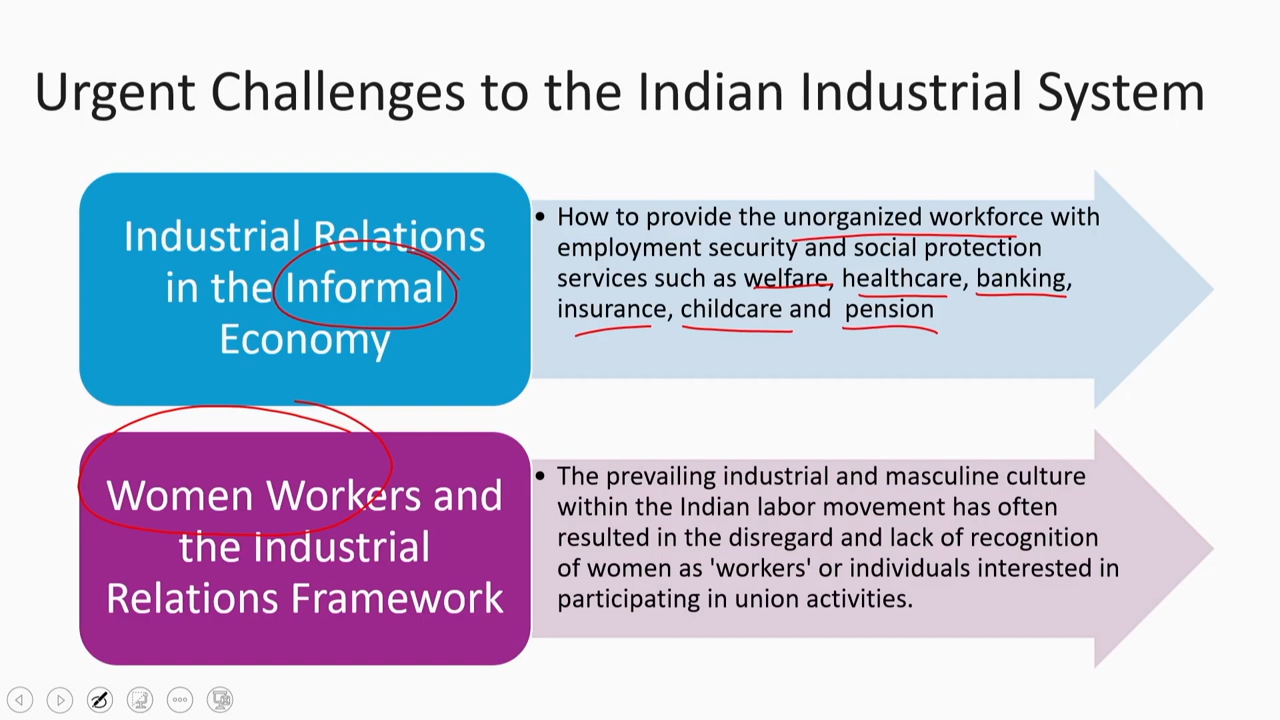 Urgent Challenges to the Indian Industrial System
Industrial Relations
in the Informal
Economy
• How to provide the unorganized workforce with
employment security and social protection
services such as welfare, healthcare, banking,
insurance, childcare and pension
Women Workers and
the Industrial
Relations Framework
• The prevailing industrial and masculine culture
within the Indian labor movement has often
resulted in the disregard and lack of recognition
of women as 'workers' or individuals interested in
participating in union activities.